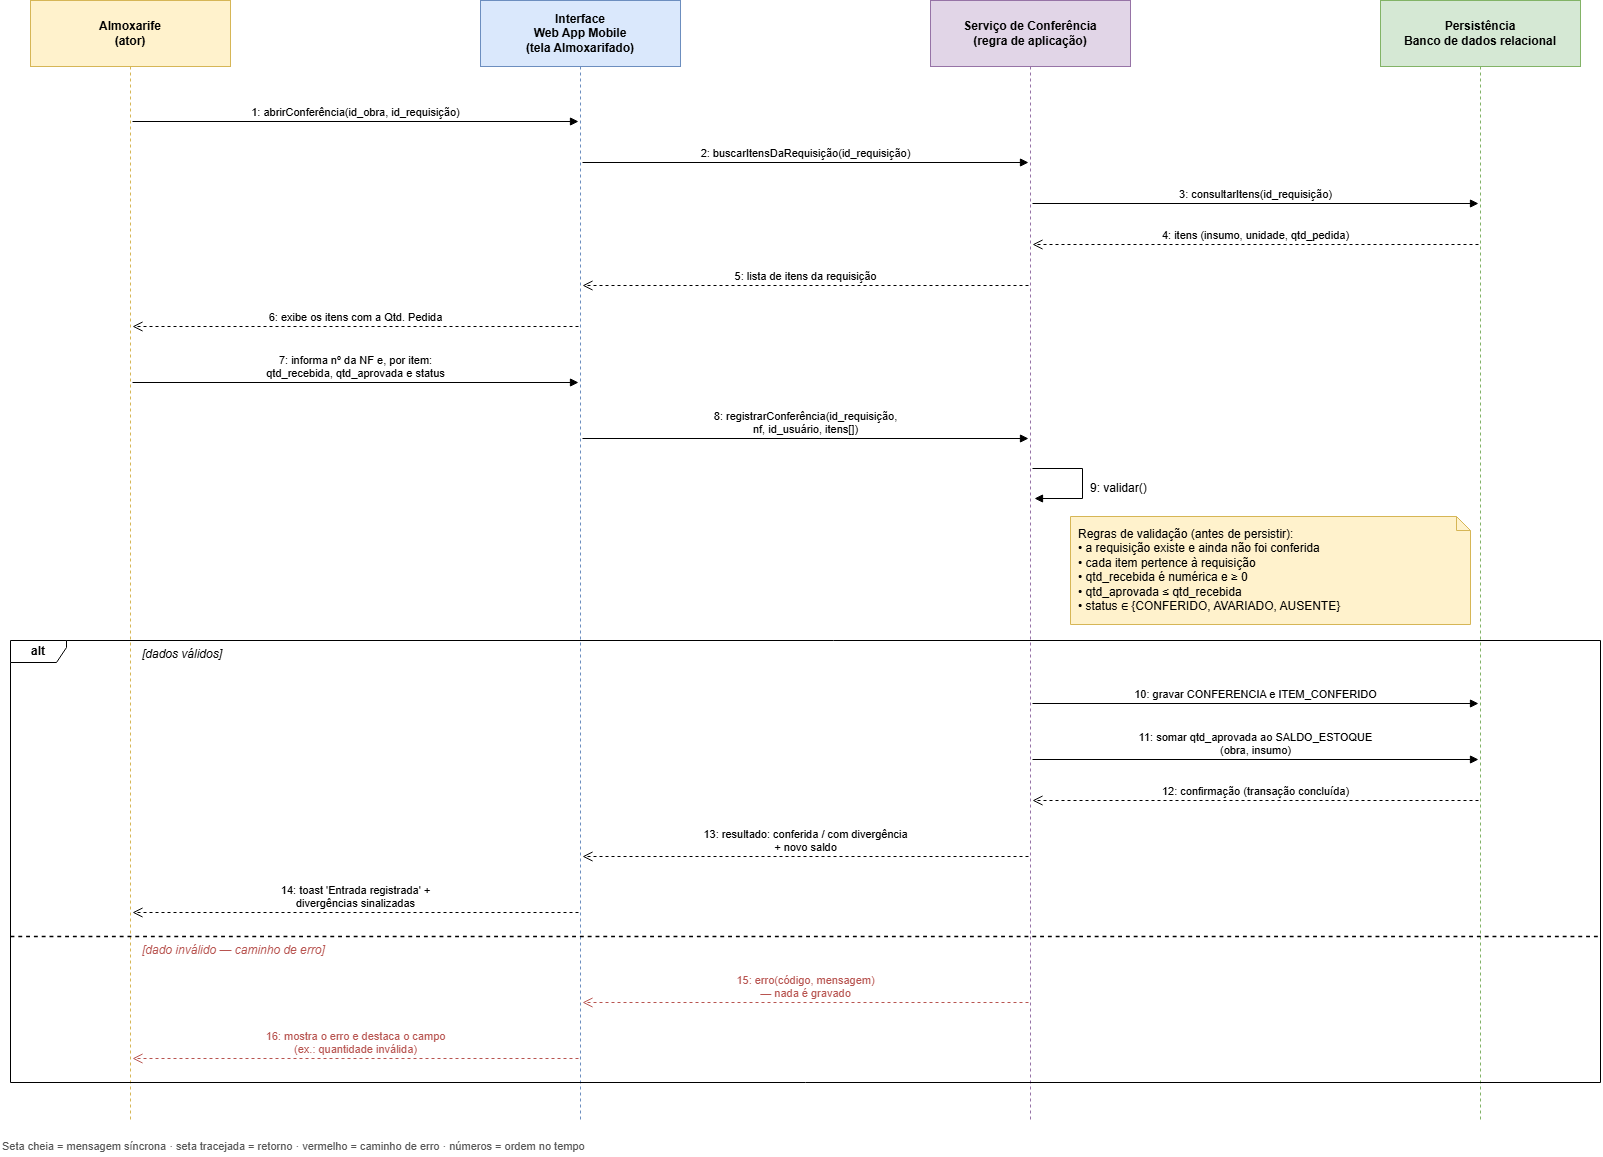 Almoxarife
(ator)
Interface
Web App Mobile
(tela Almoxarifado)
Serviço de Conferência
(regra de aplicação)
Persistência
Banco de dados relacional
1: abrirConferência(id_obra, id_requisição)
2: buscarItensDaRequisição(id_requisição)
3: consultarItens(id_requisição)
4: itens (insumo, unidade, qtd_pedida)
5: lista de itens da requisição
6: exibe os itens com a Qtd. Pedida
7: informa nº da NF e, por item:
qtd_recebida, qtd_aprovada e status
8: registrarConferência(id_requisição,
nf, id_usuário, itens[])
9: validar()
Regras de validação (antes de persistir):
• a requisição existe e ainda não foi conferida
• cada item pertence à requisição
• qtd_recebida é numérica e ≥ 0
• qtd_aprovada ≤ qtd_recebida
• status ∈ {CONFERIDO, AVARIADO, AUSENTE}
alt
[dados válidos]
10: gravar CONFERENCIA e ITEM_CONFERIDO
11: somar qtd_aprovada ao SALDO_ESTOQUE
(obra, insumo)
12: confirmação (transação concluída)
13: resultado: conferida / com divergência
+ novo saldo
14: toast 'Entrada registrada' +
divergências sinalizadas
[dado inválido — caminho de erro]
15: erro(código, mensagem)
— nada é gravado
16: mostra o erro e destaca o campo
(ex.: quantidade inválida)
Seta cheia = mensagem síncrona · seta tracejada = retorno · vermelho = caminho de erro · números = ordem no tempo